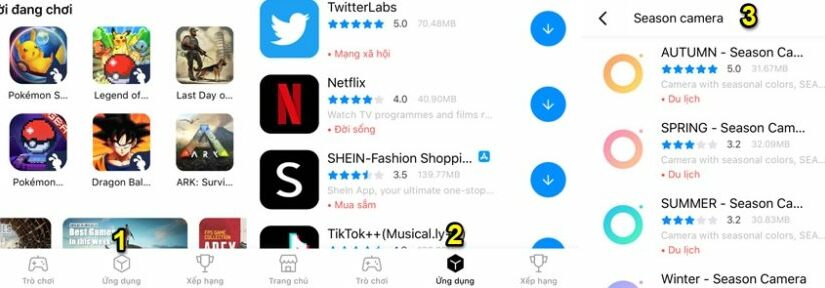 ời đang chơi
Pokémon S...
Legend of...
Last Day o...
Pokémon...
Dragon Bal...
ARK: Survi...
Best Game
in this week
FPS GAME
COLLECTION
APEX
1
Trò chơi
Ứng dụng
Xếp hạng
TwitterLabs
5.0 70.48MB
• Mạng xã hội
Netflix
4.0 40.90MB
Watch TV programmes and films r...
• Đời sống
SHEIN-Fashion Shoppi...
3.5 139.77MB
SheIn App, your ultimate one-stop...
• Mua sắm
TikTok++(Musical.ly
2
Trang chủ
Trò chơi
Ứng dụng
Xếp hạng
Season camera
3
AUTUMN - Season Ca...
5.0 31.67MB
Camera with seasonal colors, SEA...
• Du lịch
SPRING - Season Cam...
3.2 32.09MB
Camera with seasonal colors, SEA...
• Du lịch
SUMMER - Season Ca...
3.2 30.83MB
Camera with seasonal colors, SEA...
• Du lịch
Winter - Season Camera